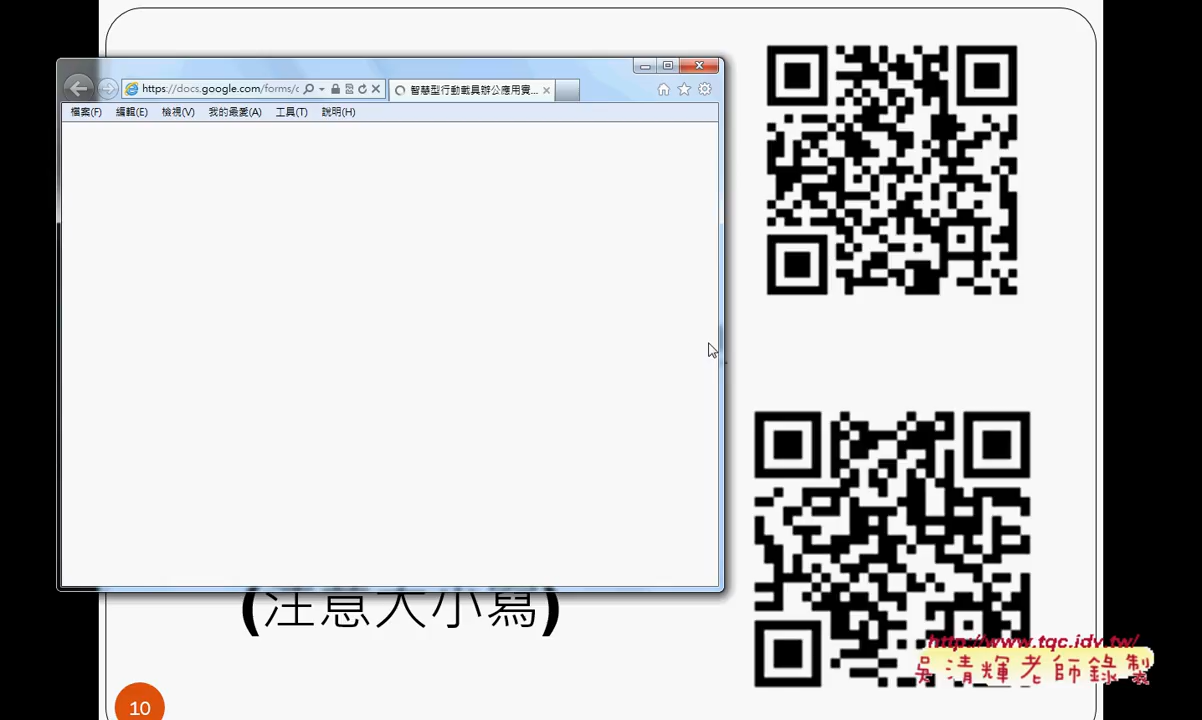 https://docs.google.com/forms/c
智慧型行動載具辦公應用實...
檔案(F) 編輯(E) 檢視(V) 我的最愛(A) 工具(T) 說明(H)
(注意大小寫)
http://www.tqc.idv.tw/
吳清輝老師錄製
10